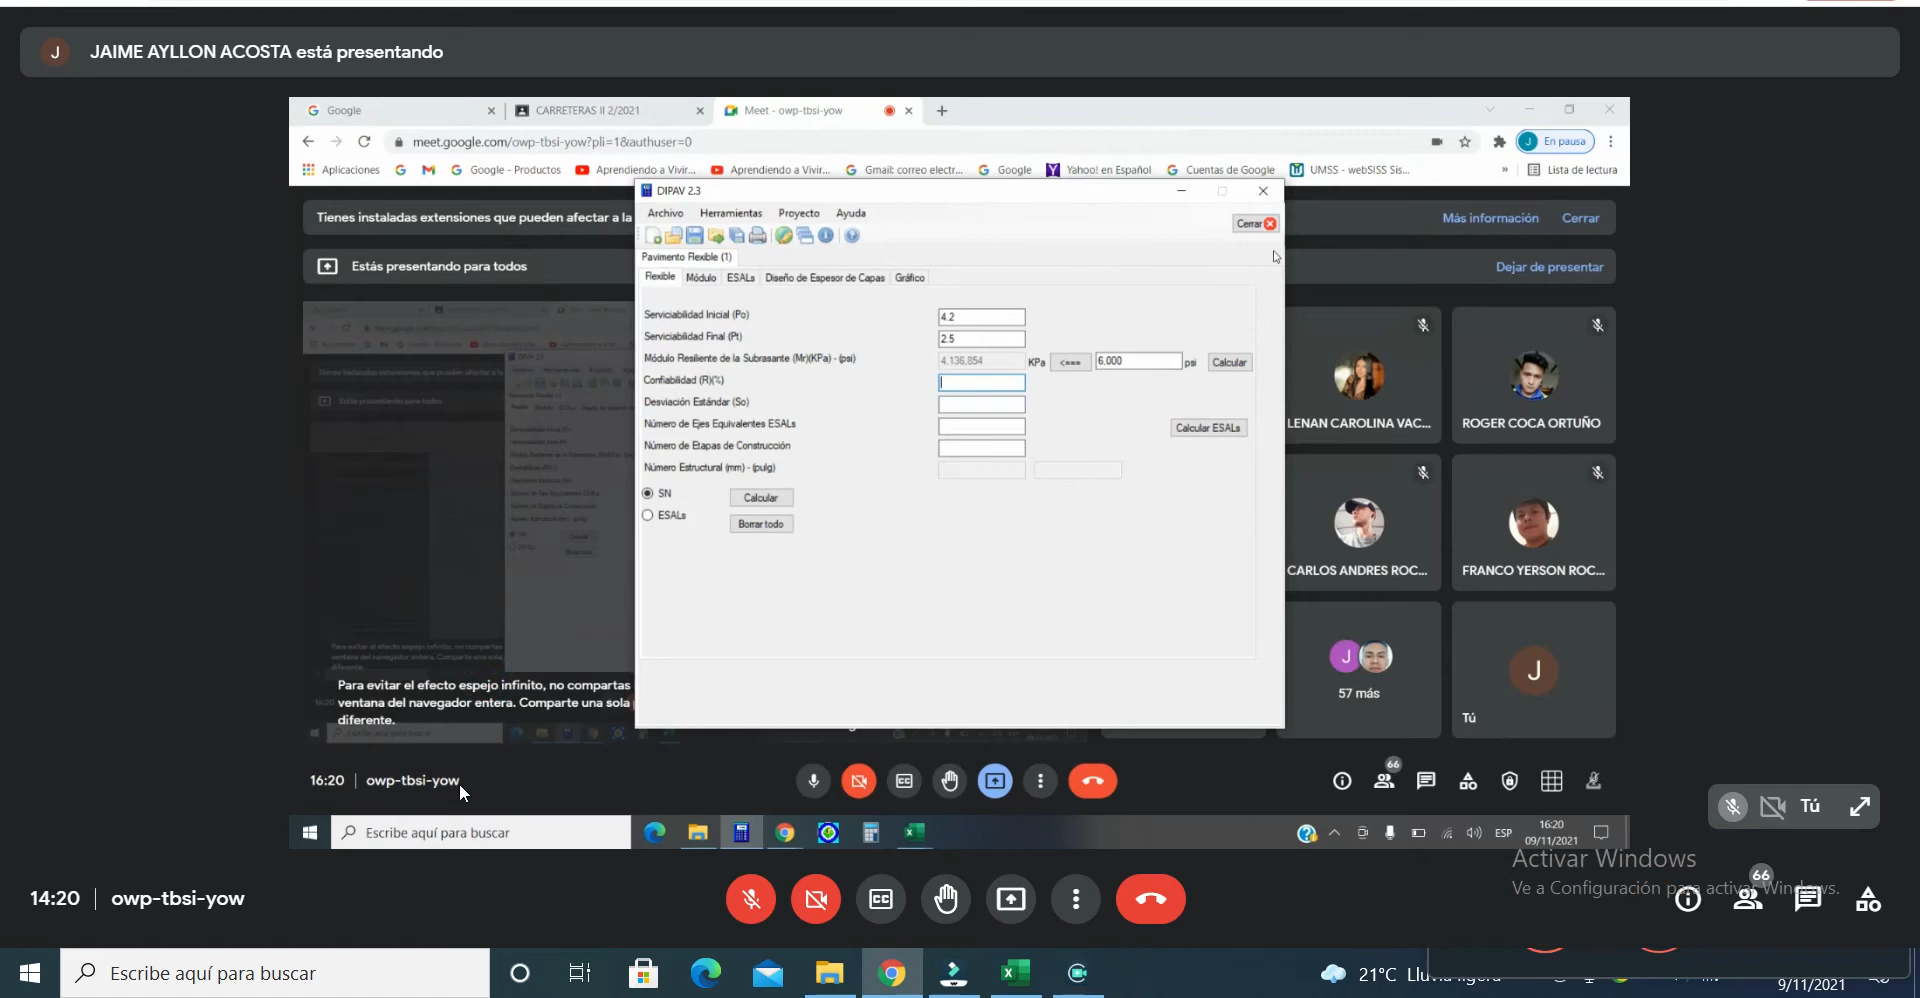 J JAIME AYLLON ACOSTA está presentando
Google
CARRETERAS II 2/2021
Meet - owp-tbsi-yow
meet.google.com/owp-tbsi-yow?pli=1&authuser=0
J En pausa
Aplicaciones
Google - Productos
Aprendiendo a Vivir...
Aprendiendo a Vivir...
Gmail: correo electr...
Google
Yahoo! en Español
Cuentas de Google
UMSS - webSISS Sis...
»
Lista de lectura
Tienes instaladas extensiones que pueden afectar a la
Más información
Cerrar
Estás presentando para todos
Dejar de presentar
DIPAV 2.3
Archivo Herramientas Proyecto Ayuda
Cerrar
Pavimento Flexible (1)
Flexible Módulo ESALs Diseño de Espesor de Capas Gráfico
Serviciabilidad Inicial (Po) 4.2
Serviciabilidad Final (Pt) 2.5
Módulo Resiliente de la Subrasante (Mr)(KPa) - (psi) 4,136,854 KPa <=== 6.000 psi Calcular
Confiabilidad (R)(%)
Desviación Estándar (So)
Número de Ejes Equivalentes ESALs Calcular ESALs
Número de Etapas de Construcción
Número Estructural (mm) - (pulg)
SN Calcular
ESALs Borrar todo
LENAN CAROLINA VAC...
ROGER COCA ORTUÑO
CARLOS ANDRES ROC...
FRANCO YERSON ROC...
J
57 más
J
Tú
Para evitar el efecto espejo infinito, no compartas
ventana del navegador entera. Comparte una sola
diferente.
16:20 | owp-tbsi-yow
66
Tú
Escribe aquí para buscar
ESP
16:20
09/11/2021
Activar Windows
Ve a Configuración para activar Windows.
14:20 | owp-tbsi-yow
66
Escribe aquí para buscar
21°C
9/11/2021